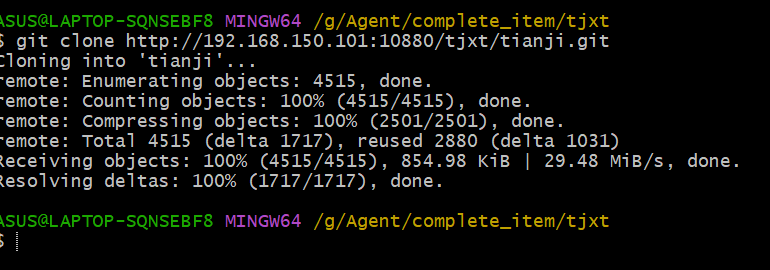 ASUS@LAPTOP-SQNSEBF8 MINGW64 /g/Agent/complete_item/tjxt
$ git clone http://192.168.150.101:10880/tjxt/tianji.git
Cloning into 'tianji'...
remote: Enumerating objects: 4515, done.
remote: Counting objects: 100% (4515/4515), done.
remote: Compressing objects: 100% (2501/2501), done.
remote: Total 4515 (delta 1717), reused 2880 (delta 1031)
Receiving objects: 100% (4515/4515), 854.98 KiB | 29.48 MiB/s, done.
Resolving deltas: 100% (1717/1717), done.
ASUS@LAPTOP-SQNSEBF8 MINGW64 /g/Agent/complete_item/tjxt
$